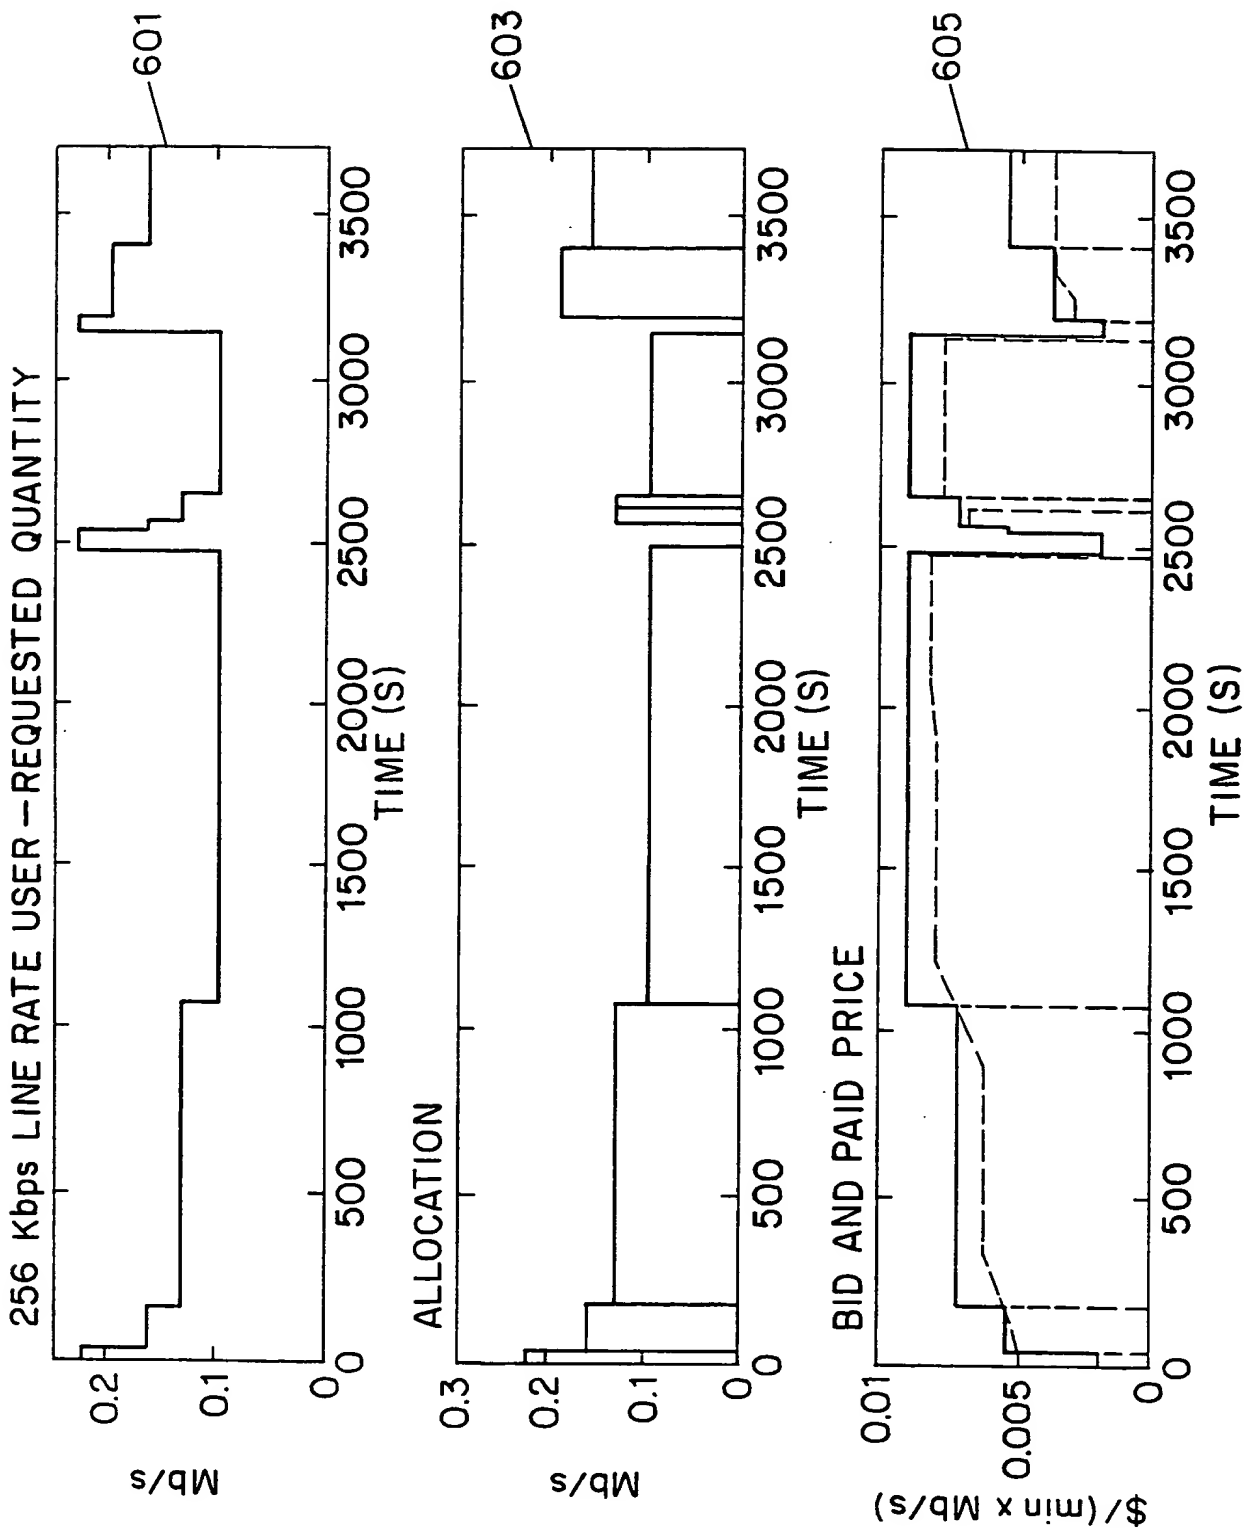 256 Kbps LINE RATE USER—REQUESTED QUANTITY
601
Mb/s
0.2
0.1
0
0 500 1000 1500 2000 2500 3000 3500
TIME (S)
ALLOCATION
603
Mb/s
0.3
0.2
0.1
0
0 500 1000 1500 2000 2500 3000 3500
TIME (S)
BID AND PAID PRICE
605
$/(min x Mb/s)
0.01
0.005
0
0 500 1000 1500 2000 2500 3000 3500
TIME (S)